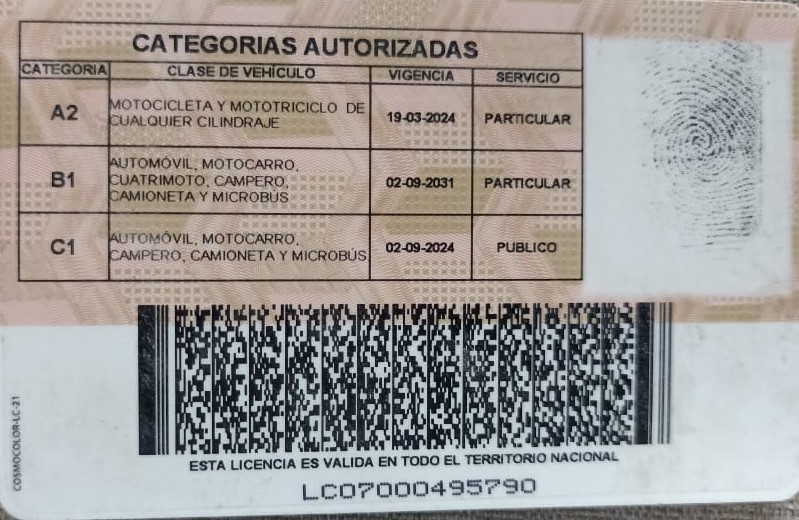 CATEGORIAS AUTORIZADAS
CATEGORIA CLASE DE VEHÍCULO VIGENCIA SERVICIO
A2 MOTOCICLETA Y MOTOTRICICLO DE CUALQUIER CILINDRAJE 19-03-2024 PARTICULAR
B1 AUTOMÓVIL, MOTOCARRO, CUATRIMOTO, CAMPERO, CAMIONETA Y MICROBÚS 02-09-2031 PARTICULAR
C1 AUTOMÓVIL, MOTOCARRO, CAMPERO, CAMIONETA Y MICROBÚS 02-09-2024 PUBLICO
COSMOCOLOR-LC-21
ESTA LICENCIA ES VALIDA EN TODO EL TERRITORIO NACIONAL
LC07000495790